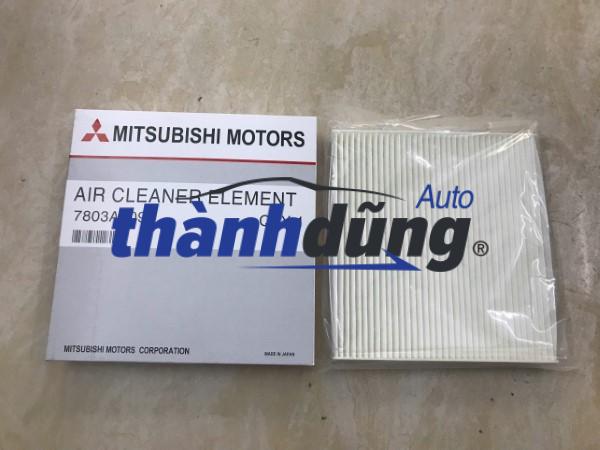 MITSUBISHI MOTORS
AIR CLEANER ELEMENT
Auto
thànhdũng®
MITSUBISHI MOTORS CORPORATION
MADE IN JAPAN